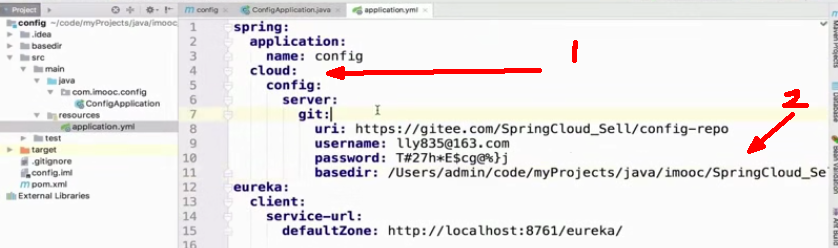 Project
config
ConfigApplication.java
application.yml
config ~/code/myProjects/java/imooc
.idea
basedir
src
main
java
com.imooc.config
ConfigApplication
resources
application.yml
test
target
.gitignore
config.iml
pom.xml
External Libraries
1 spring:
2 application:
3 name: config
4 cloud:
5 config:
6 server:
7 git:
8 uri: https://gitee.com/SpringCloud_Sell/config-repo
9 username: lly835@163.com
10 password: T#27h*E$cg@%}j
11 basedir: /Users/admin/code/myProjects/java/imooc/SpringCloud_Se
12 eureka:
13 client:
14 service-url:
15 defaultZone: http://localhost:8761/eureka/
16
1
2
Maven Projects
Database
Bean Validation